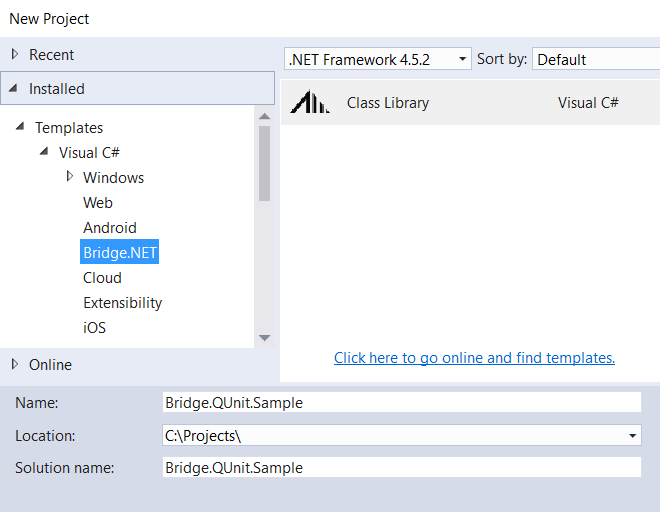 New Project
Recent
.NET Framework 4.5.2 Sort by: Default
Installed
Class Library Visual C#
Templates
Visual C#
Windows
Web
Android
Bridge.NET
Cloud
Extensibility
iOS
Click here to go online and find templates.
Online
Name: Bridge.QUnit.Sample
Location: C:\Projects\
Solution name: Bridge.QUnit.Sample